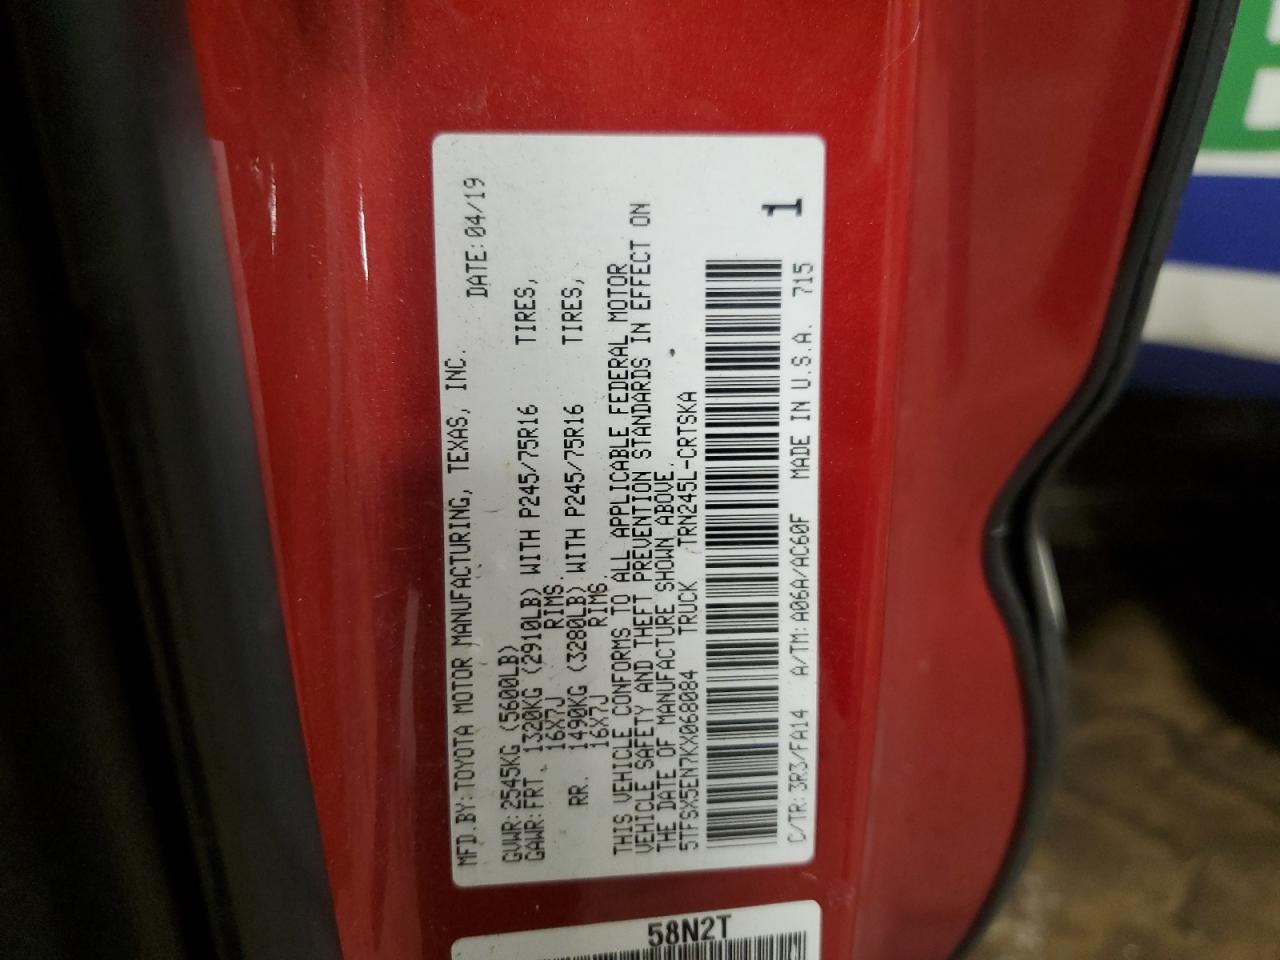 MFD.BY:TOYOTA MOTOR MANUFACTURING, TEXAS, INC.
DATE:04/19
GVWR:2545KG (5600LB)
GAWR:FRT. 1320KG (2910LB) WITH P245/75R16 TIRES,
16X7J RIMS.
RR. 1490KG (3280LB) WITH P245/75R16 TIRES,
16X7J RIMS
THIS VEHICLE CONFORMS TO ALL APPLICABLE FEDERAL MOTOR
VEHICLE SAFETY AND THEFT PREVENTION STANDARDS IN EFFECT ON
THE DATE OF MANUFACTURE SHOWN ABOVE.
5TFSX5EN7KX068084 TRUCK TRN245L-CRTSKA
1
C/TR:3R3/FA14 A/TM:A06A/AC60F MADE IN U.S.A. 715
58N2T